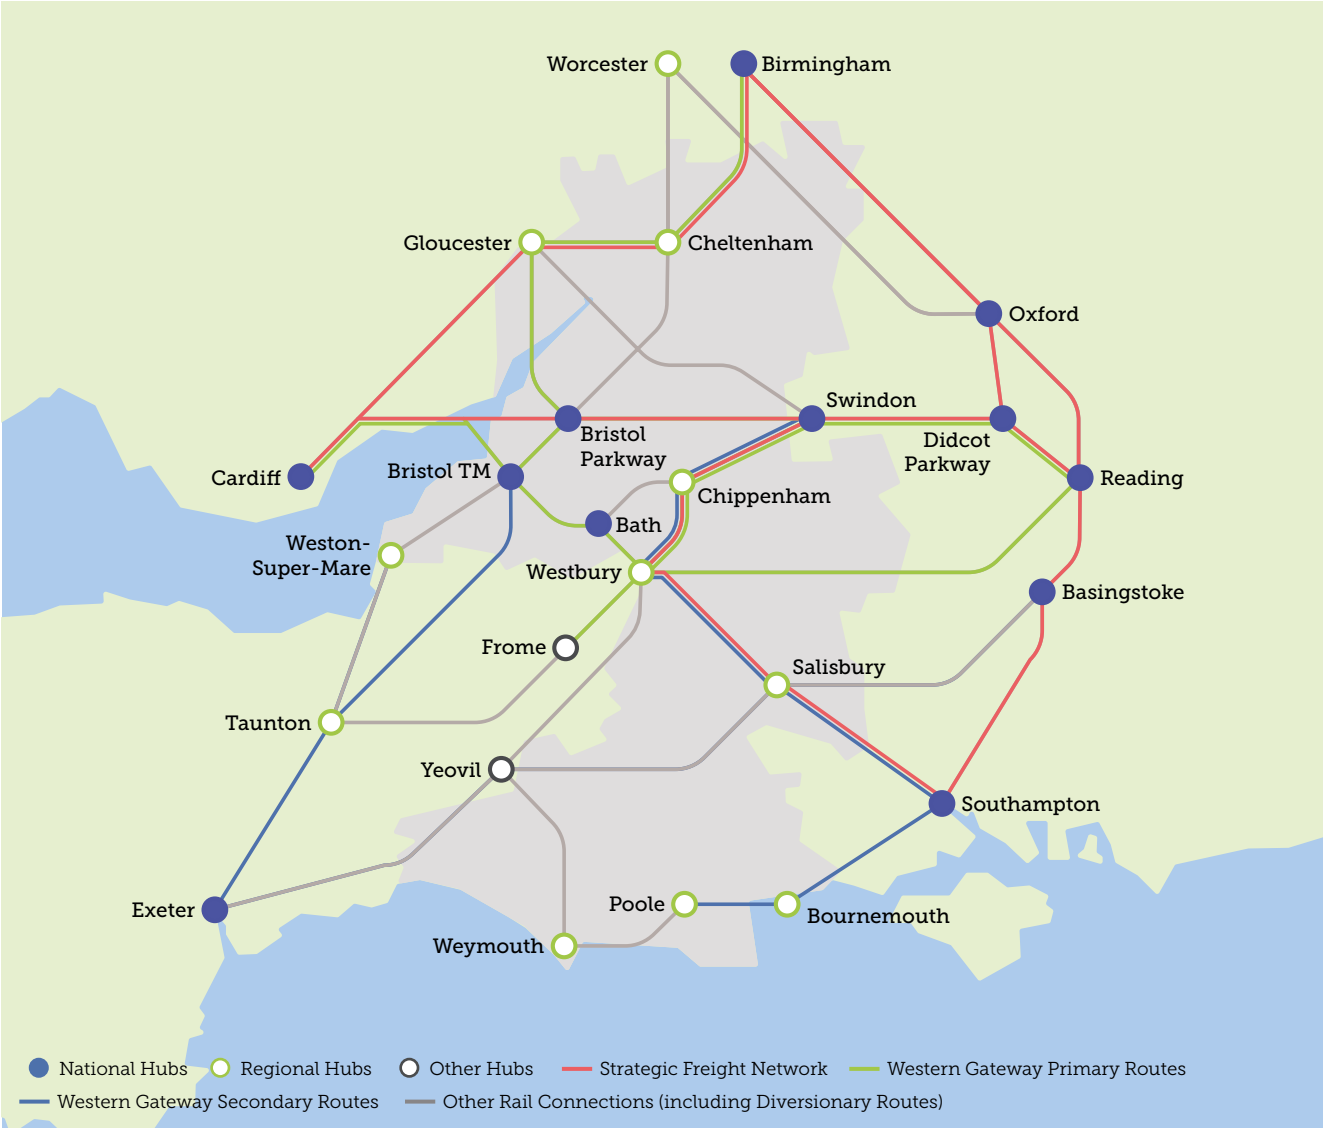 Worcester
Birmingham
Gloucester
Cheltenham
Oxford
Swindon
Bristol
Parkway
Didcot
Parkway
Cardiff
Bristol TM
Reading
Chippenham
Bath
Weston-
Super-Mare
Westbury
Basingstoke
Frome
Salisbury
Taunton
Yeovil
Southampton
Exeter
Poole
Bournemouth
Weymouth
National Hubs
Regional Hubs
Other Hubs
Strategic Freight Network
Western Gateway Primary Routes
Western Gateway Secondary Routes
Other Rail Connections (including Diversionary Routes)